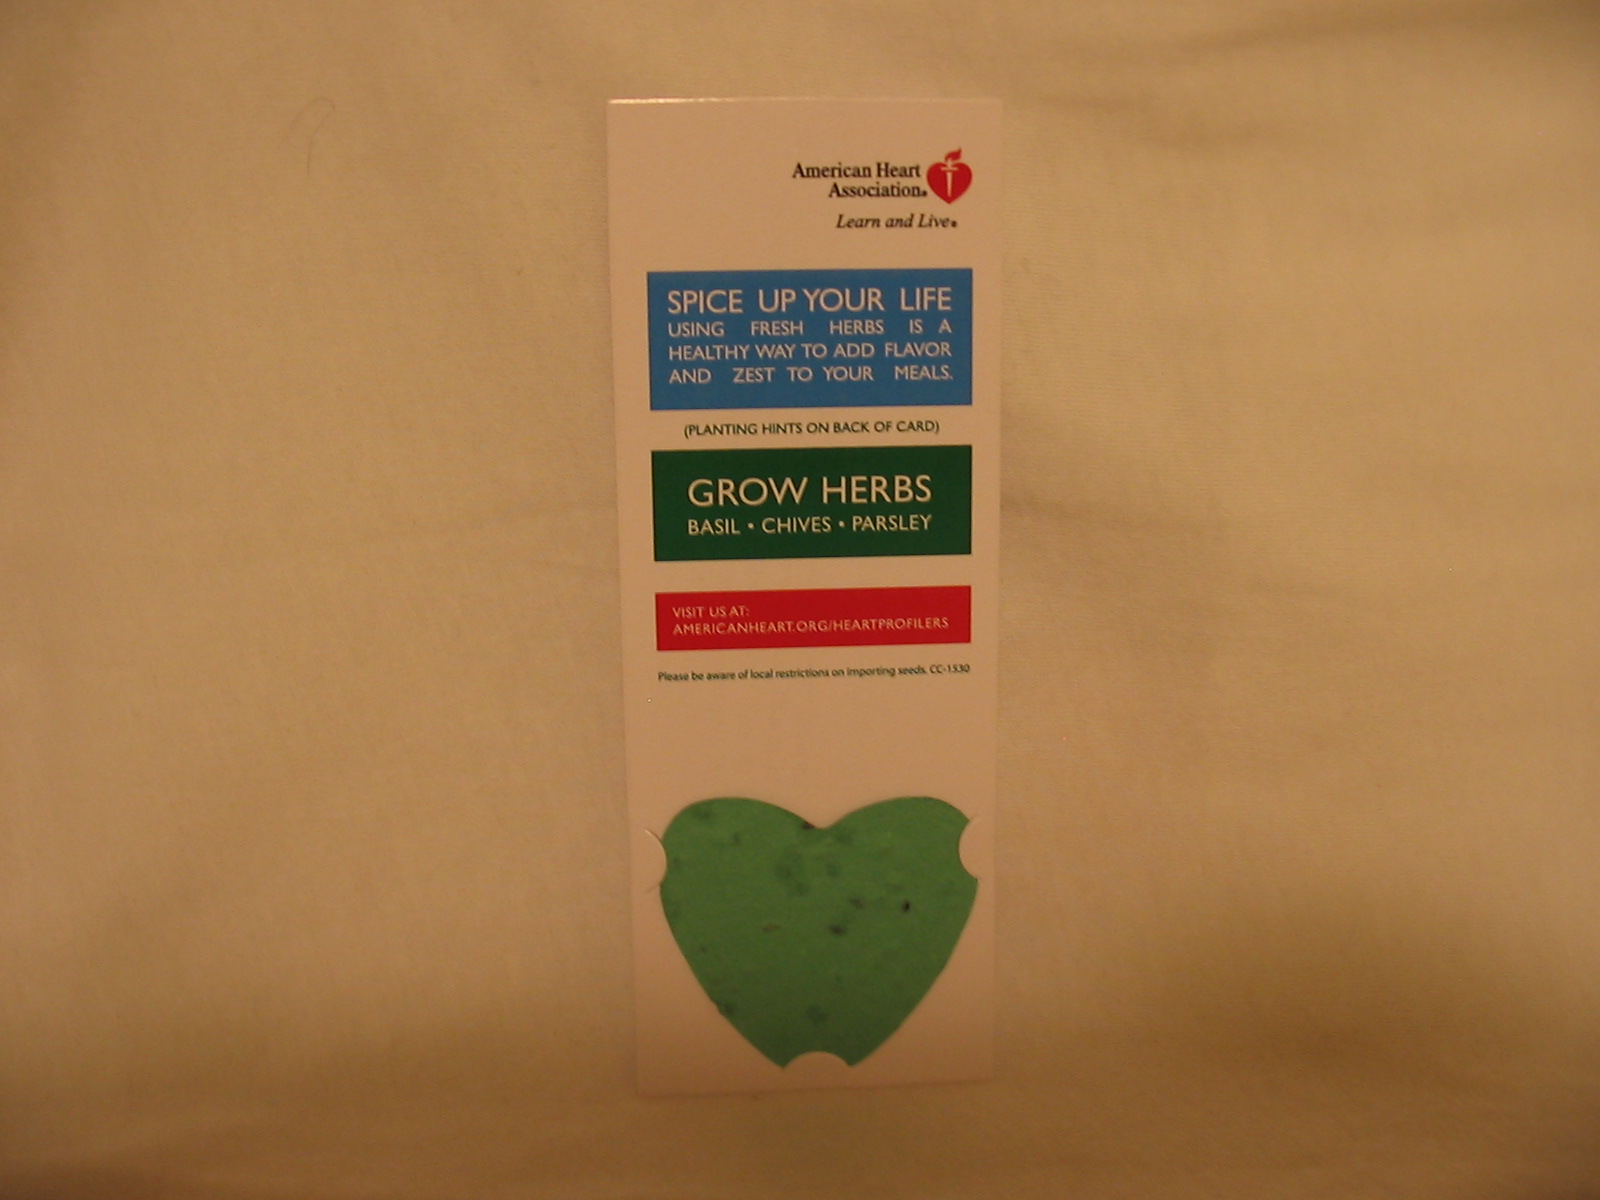 American Heart
Association®
Learn and Live®
SPICE UP YOUR LIFE
USING FRESH HERBS IS A
HEALTHY WAY TO ADD FLAVOR
AND ZEST TO YOUR MEALS.
(PLANTING HINTS ON BACK OF CARD)
GROW HERBS
BASIL • CHIVES • PARSLEY
VISIT US AT:
AMERICANHEART.ORG/HEARTPROFILERS
Please be aware of local restrictions on importing seeds. CC-1530